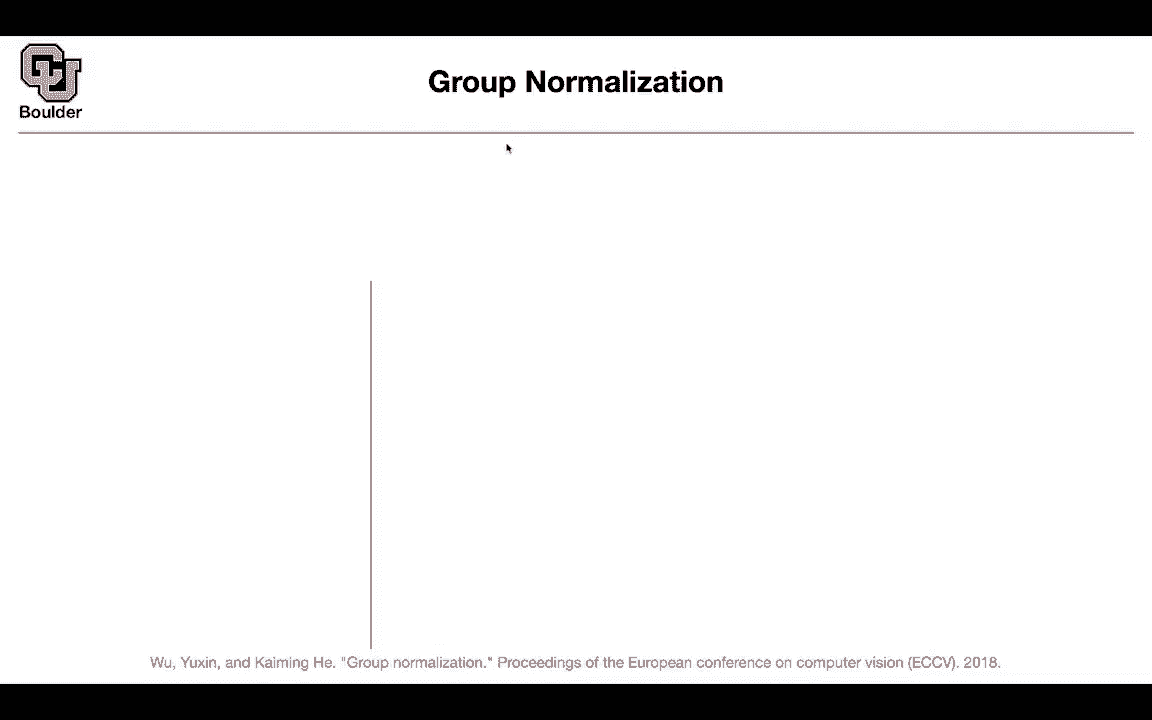 Group Normalization
CU
Boulder
Wu, Yuxin, and Kaiming He. "Group normalization." Proceedings of the European conference on computer vision (ECCV). 2018.